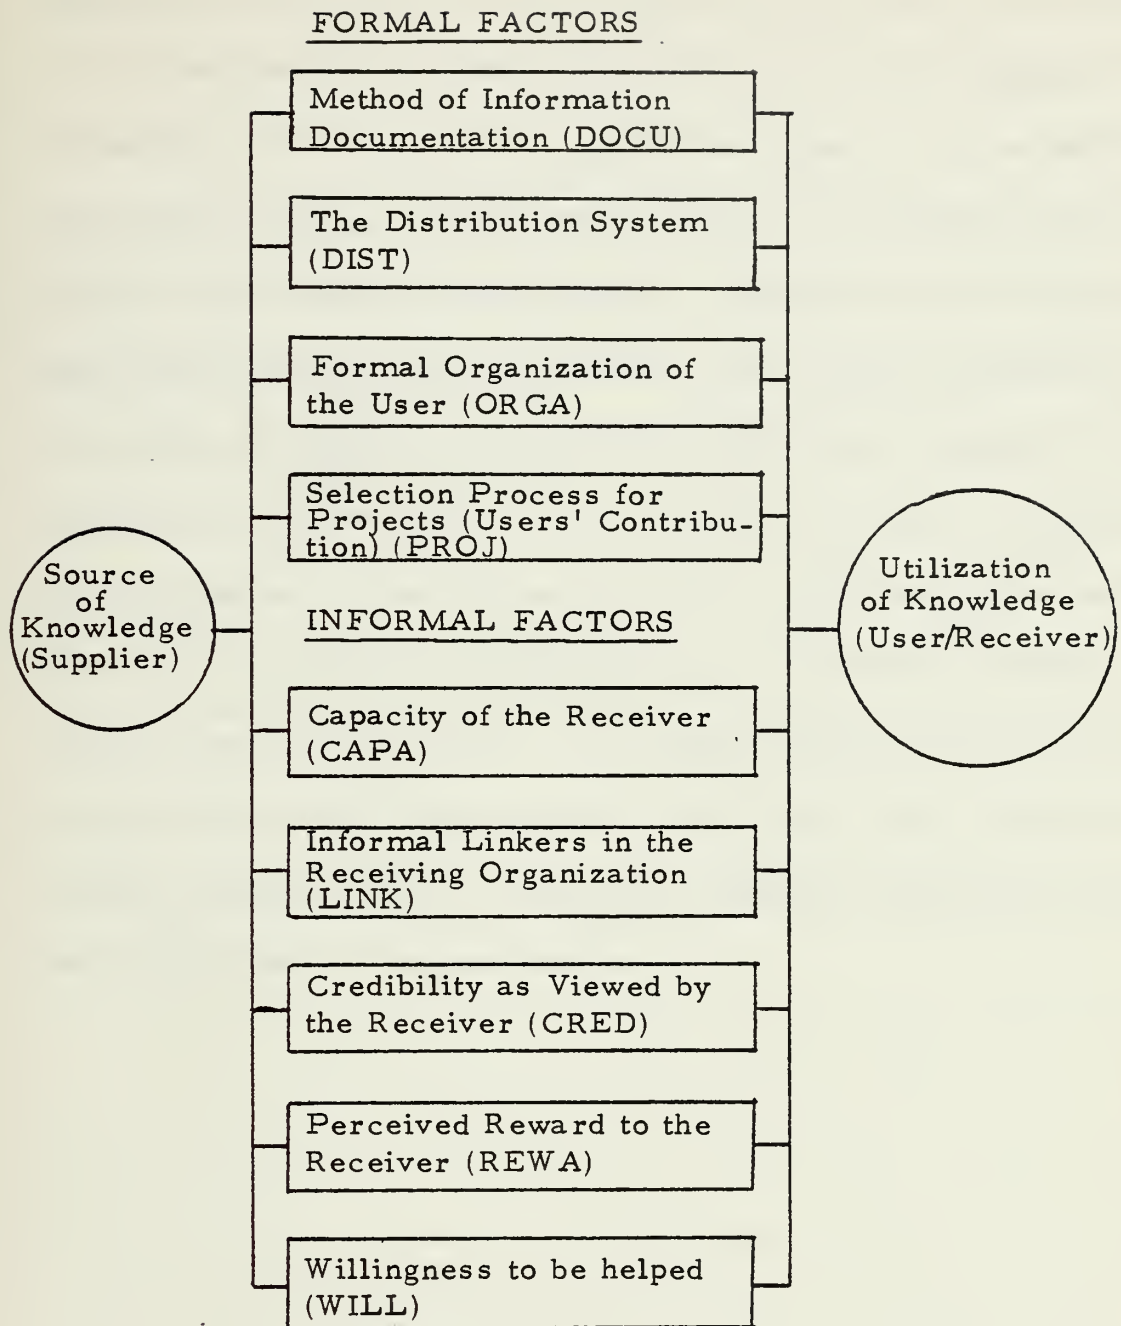 FORMAL FACTORS
Method of Information
Documentation (DOCU)
The Distribution System
(DIST)
Formal Organization of
the User (ORGA)
Selection Process for
Projects (Users' Contribu-
tion) (PROJ)
Source
of
Knowledge
(Supplier)
INFORMAL FACTORS
Utilization
of Knowledge
(User/Receiver)
Capacity of the Receiver
(CAPA)
Informal Linkers in the
Receiving Organization
(LINK)
Credibility as Viewed by
the Receiver (CRED)
Perceived Reward to the
Receiver (REWA)
Willingness to be helped
(WILL)